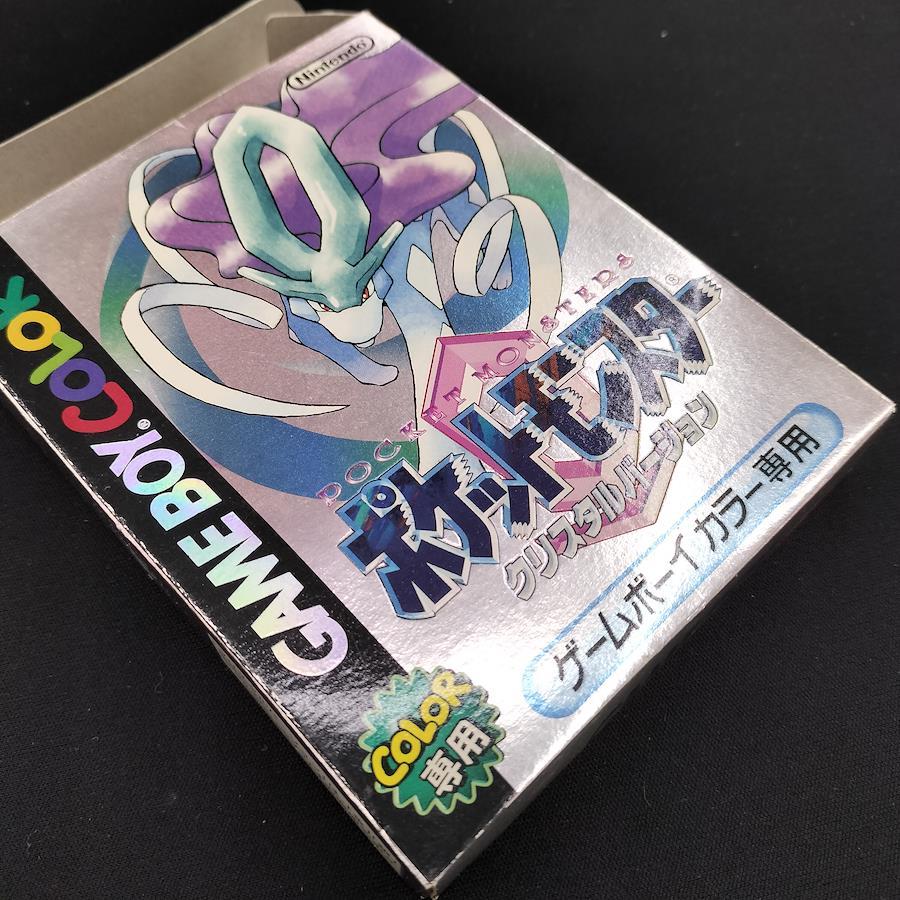 Nintendo
POCKET MONSTERS
ポケットモンスター®
クリスタルバージョン
ゲームボーイ カラー専用
GAME BOY® COLOR
COLOR
専用